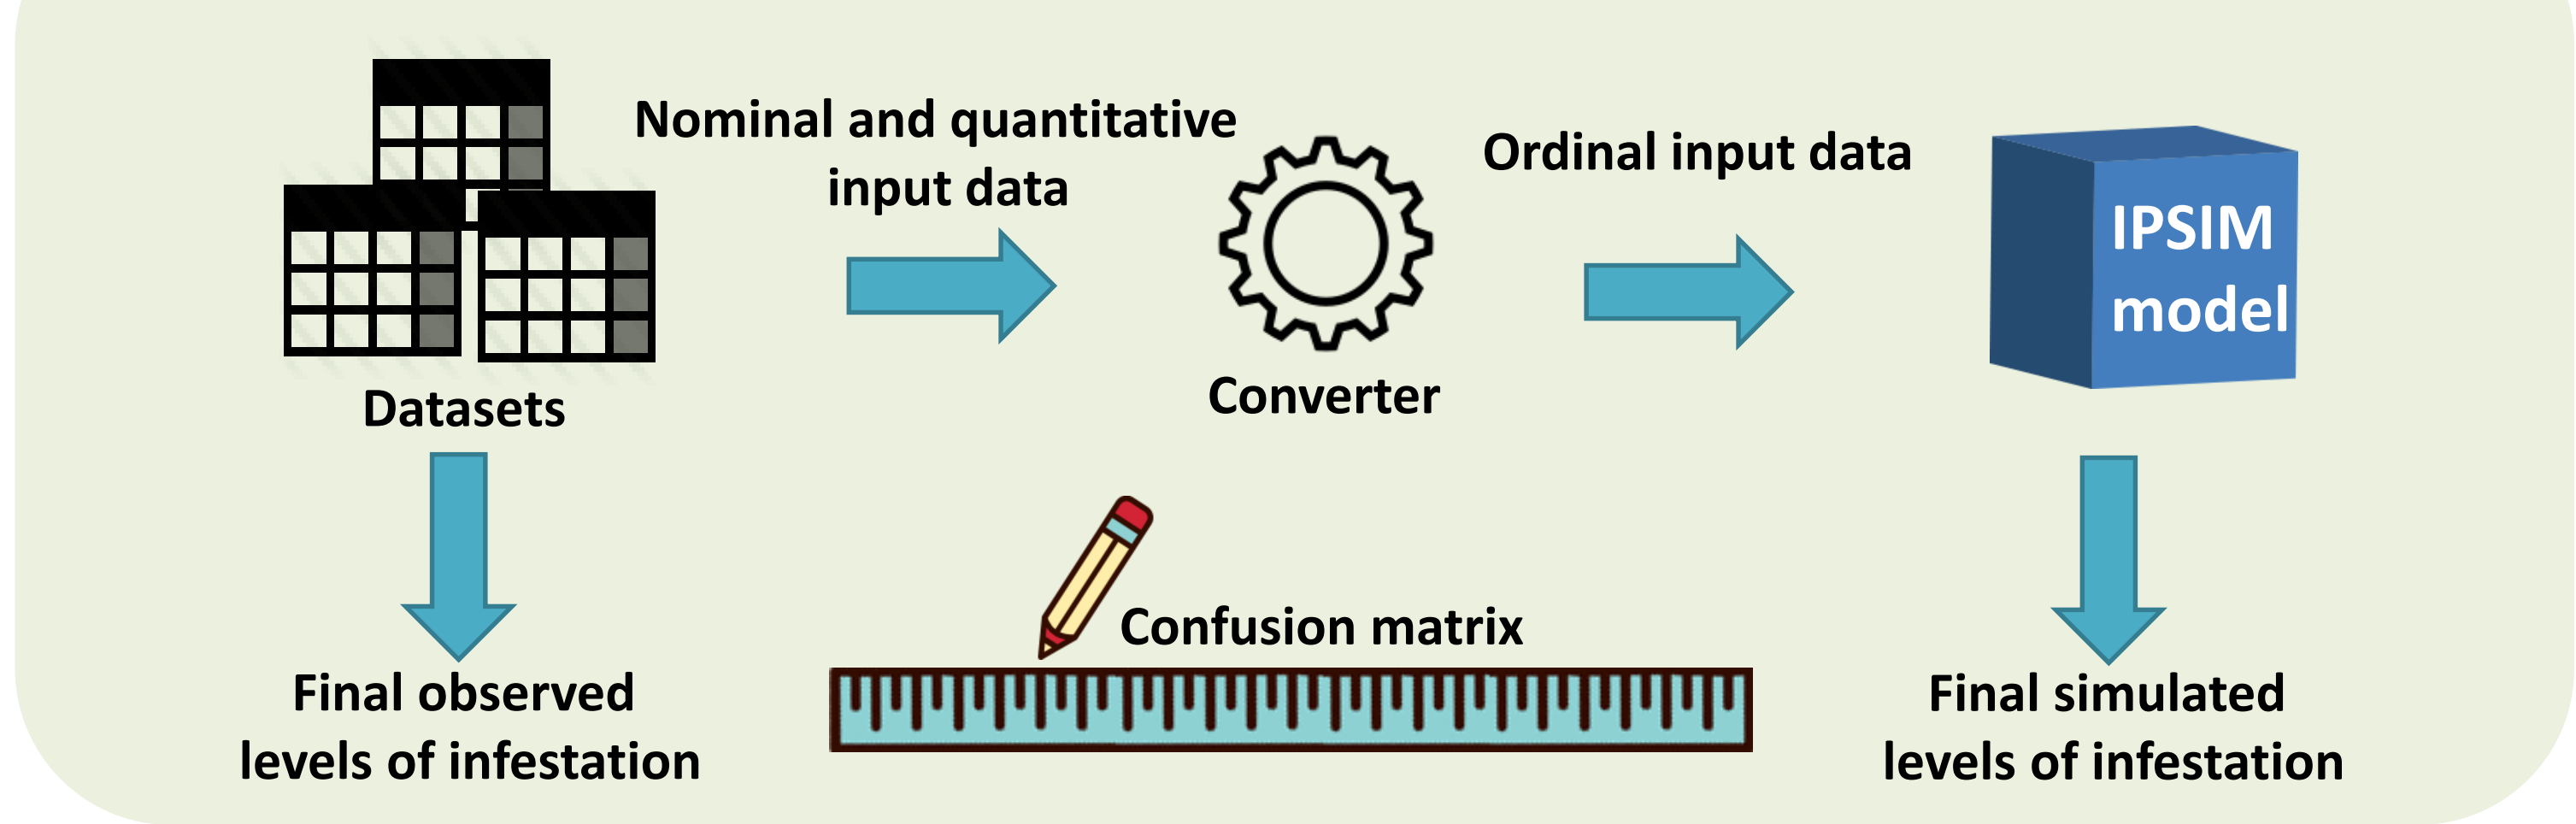 Nominal and quantitative
input data
Ordinal input data
IPSIM
model
Datasets
Converter
Confusion matrix
Final observed
levels of infestation
Final simulated
levels of infestation